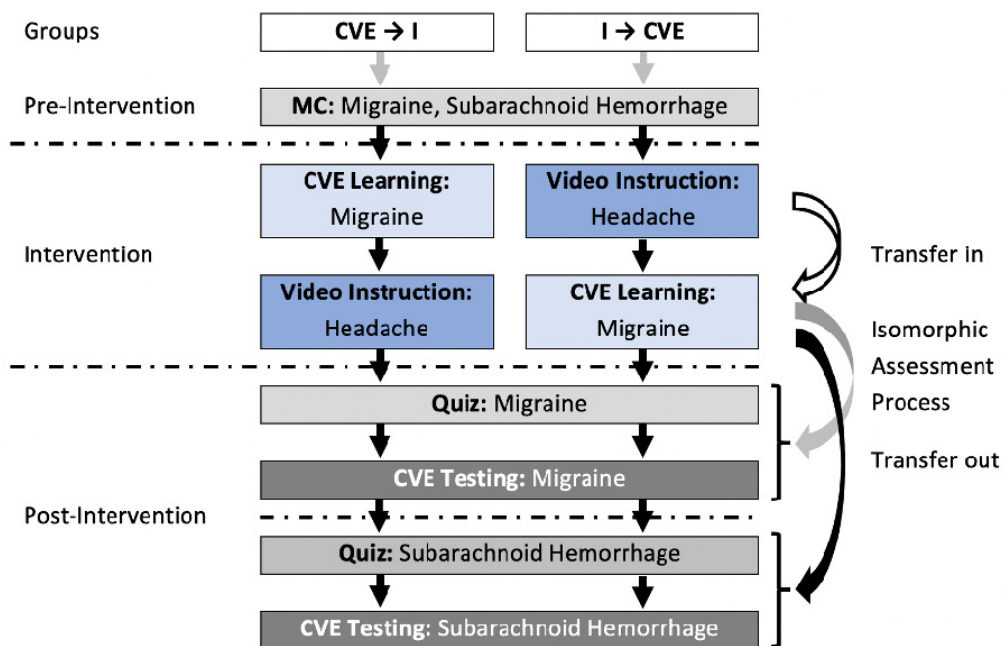 Groups
CVE → I
I → CVE
Pre-Intervention
MC: Migraine, Subarachnoid Hemorrhage
Intervention
CVE Learning:
Migraine
Video Instruction:
Headache
Video Instruction:
Headache
CVE Learning:
Migraine
Transfer in
Isomorphic
Assessment
Process
Transfer out
Post-Intervention
Quiz: Migraine
CVE Testing: Migraine
Quiz: Subarachnoid Hemorrhage
CVE Testing: Subarachnoid Hemorrhage